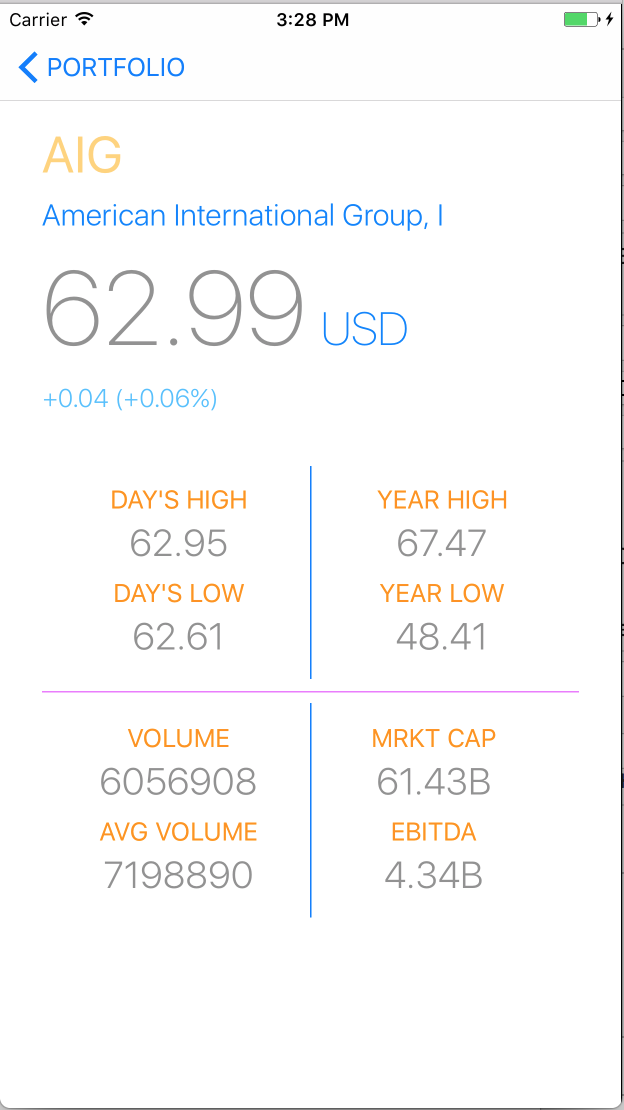 Carrier 3:28 PM
PORTFOLIO
AIG
American International Group, I
62.99 USD
+0.04 (+0.06%)
DAY'S HIGH YEAR HIGH
62.95 67.47
DAY'S LOW YEAR LOW
62.61 48.41
VOLUME MRKT CAP
6056908 61.43B
AVG VOLUME EBITDA
7198890 4.34B